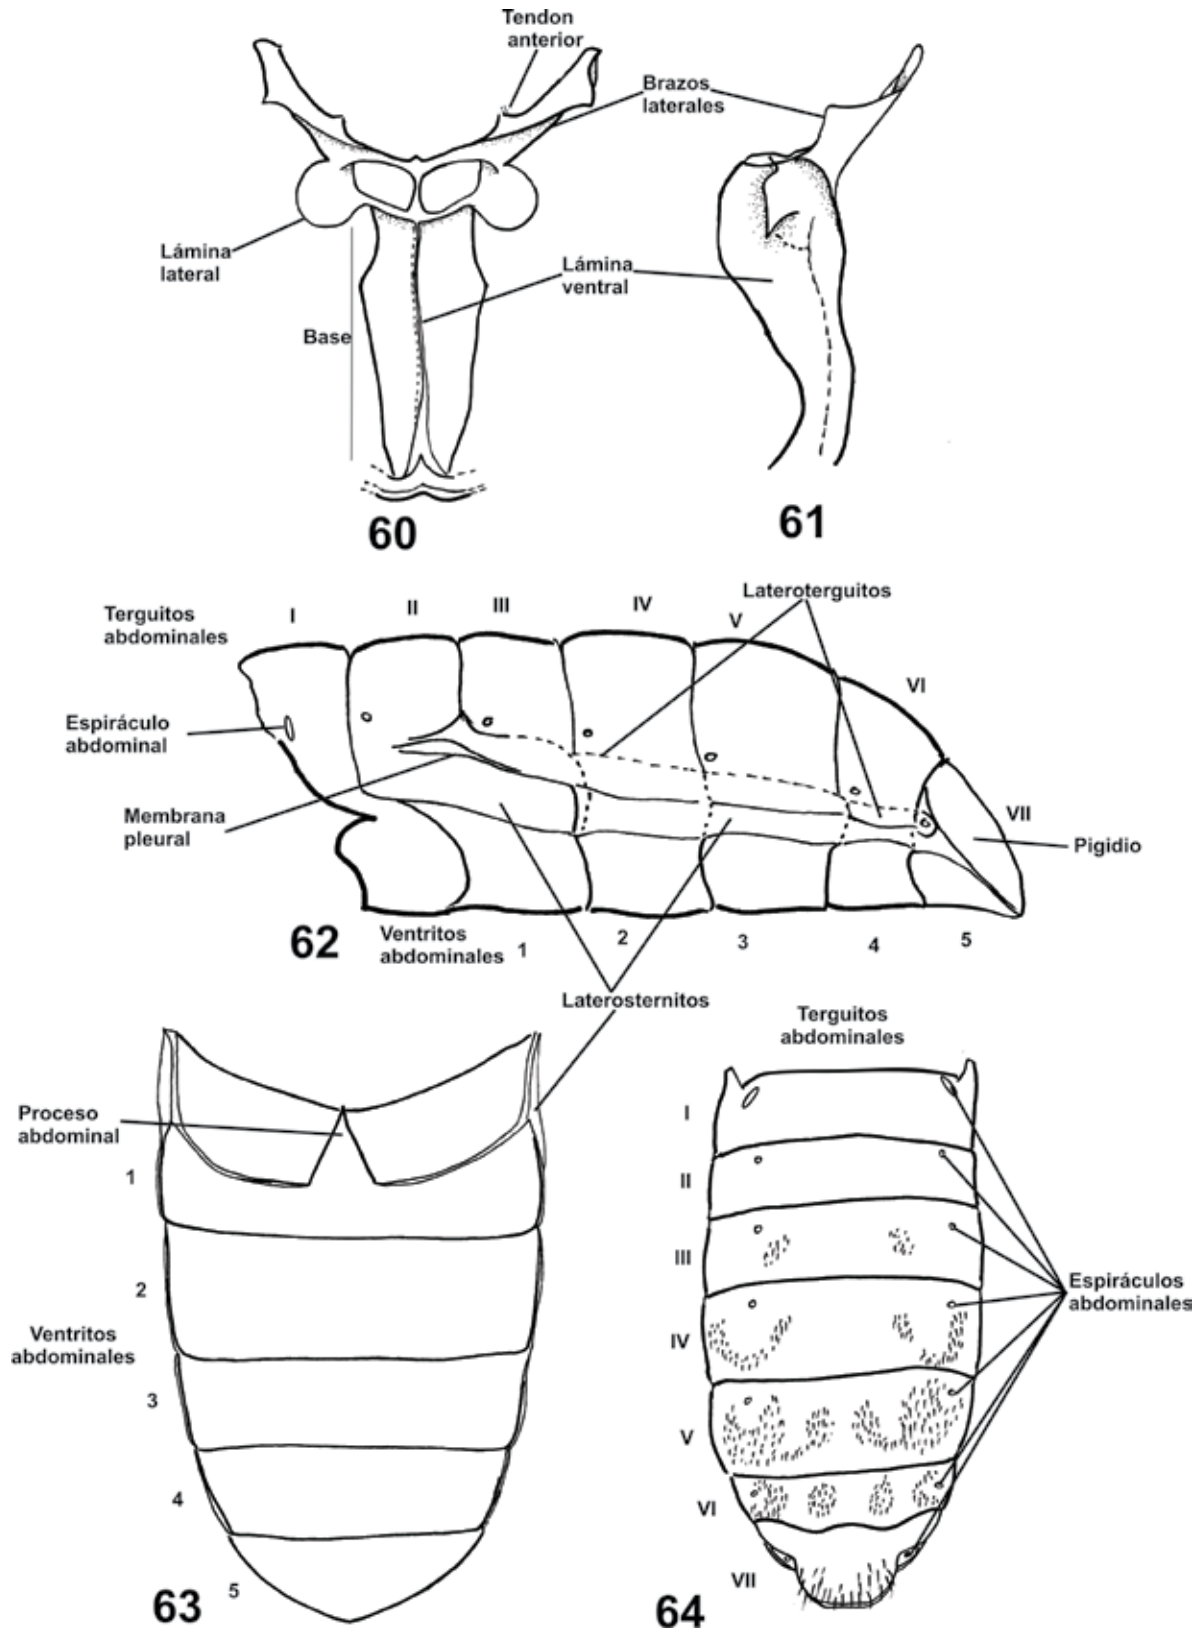 Tendon
anterior
Brazos
laterales
Lámina
lateral
Lámina
ventral
Base
60
61
Terguitos
abdominales
I
II
III
IV
V
VI
VII
Lateroterguitos
Espiráculo
abdominal
Membrana
pleural
Pigidio
62
Ventritos
abdominales
1
2
3
4
5
Laterosternitos
Proceso
abdominal
1
2
Ventritos
abdominales
3
4
5
63
Terguitos
abdominales
I
II
III
IV
V
VI
VII
Espiráculos
abdominales
64